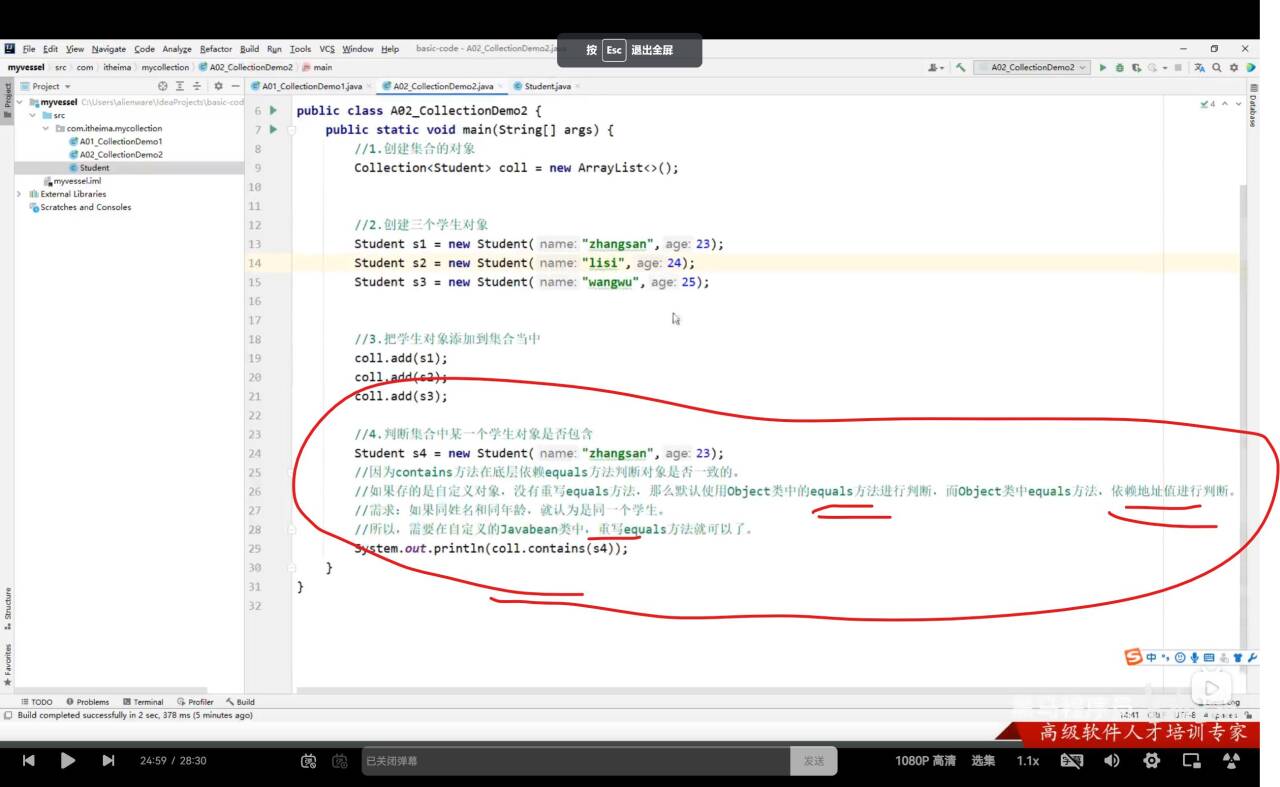 File Edit View Navigate Code Analyze Refactor Build Run Tools VCS Window Help basic-code - A02_CollectionDemo2.java
按 Esc 退出全屏
myvessel src com itheima mycollection A02_CollectionDemo2 main
A02_CollectionDemo2
Project
A01_CollectionDemo1.java A02_CollectionDemo2.java Student.java
Project
Database
myvessel C:\Users\alienware\IdeaProjects\basic-cod
src
com.itheima.mycollection
A01_CollectionDemo1
A02_CollectionDemo2
Student
myvessel.iml
External Libraries
Scratches and Consoles
4
6 public class A02_CollectionDemo2 {
7 public static void main(String[] args) {
8 //1.创建集合的对象
9 Collection<Student> coll = new ArrayList<>();
10
11
12 //2.创建三个学生对象
13 Student s1 = new Student( name: "zhangsan", age: 23);
14 Student s2 = new Student( name: "lisi", age: 24);
15 Student s3 = new Student( name: "wangwu", age: 25);
16
17
18 //3.把学生对象添加到集合当中
19 coll.add(s1);
20 coll.add(s2);
21 coll.add(s3);
22
23 //4.判断集合中某一个学生对象是否包含
24 Student s4 = new Student( name: "zhangsan", age: 23);
25 //因为contains方法在底层依赖equals方法判断对象是否一致的。
26 //如果存的是自定义对象，没有重写equals方法，那么默认使用Object类中的equals方法进行判断，而Object类中equals方法，依赖地址值进行判断。
27 //需求：如果同姓名和同年龄，就认为是同一个学生。
28 //所以，需要在自定义的Javabean类中，重写equals方法就可以了。
29 System.out.println(coll.contains(s4));
30 }
31 }
32
Structure
Favorites
中
TODO Problems Terminal Profiler Build
Build completed successfully in 2 sec, 378 ms (5 minutes ago)
14:41 CRLF UTF-8 4 spaces
高级软件人才培训专家
24:59 / 28:30
已关闭弹幕
发送
1080P 高清 选集 1.1x